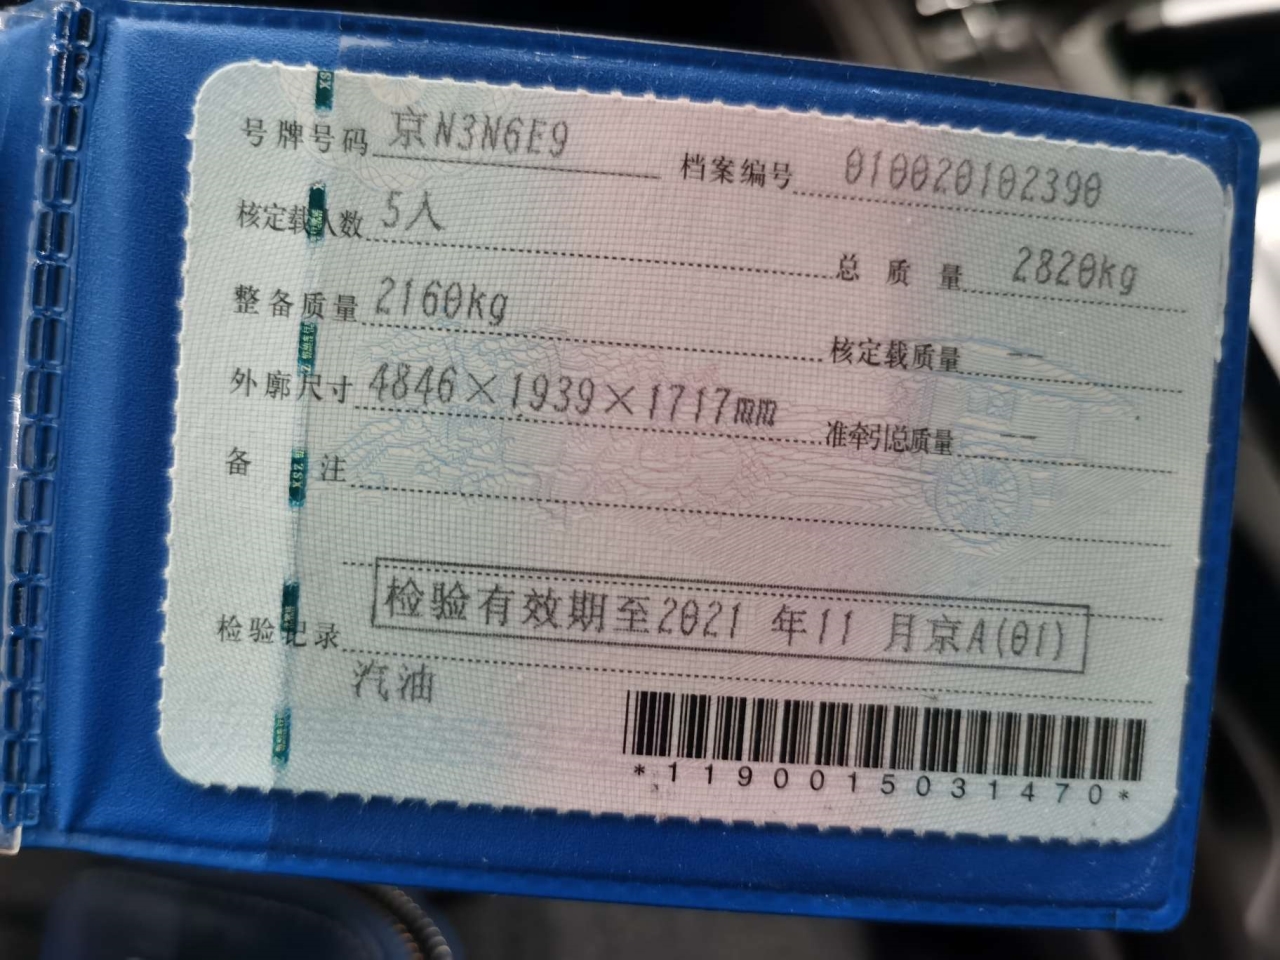 号牌号码 京N3N6E9 档案编号 010020102390
核定载人数 5人 总质量 2820kg
整备质量 2160kg 核定载质量 --
外廓尺寸 4846×1939×1717mm 准牵引总质量 --
备注
检验记录 检验有效期至2021 年11 月京A(01)
汽油
*1190015031470*